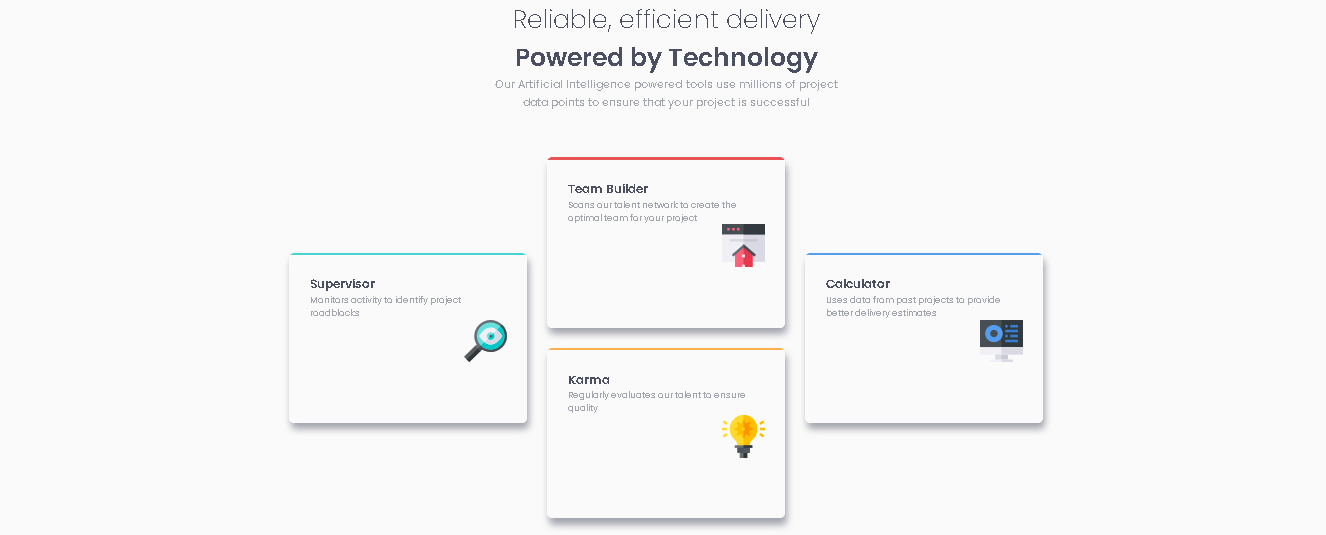 Reliable, efficient delivery
Powered by Technology
Our Artificial Intelligence powered tools use millions of project
data points to ensure that your project is successful
Team Builder
Scans our talent network to create the
optimal team for your project
Supervisor
Monitors activity to identify project
roadblocks
Calculator
Uses data from past projects to provide
better delivery estimates
Karma
Regularly evaluates our talent to ensure
quality